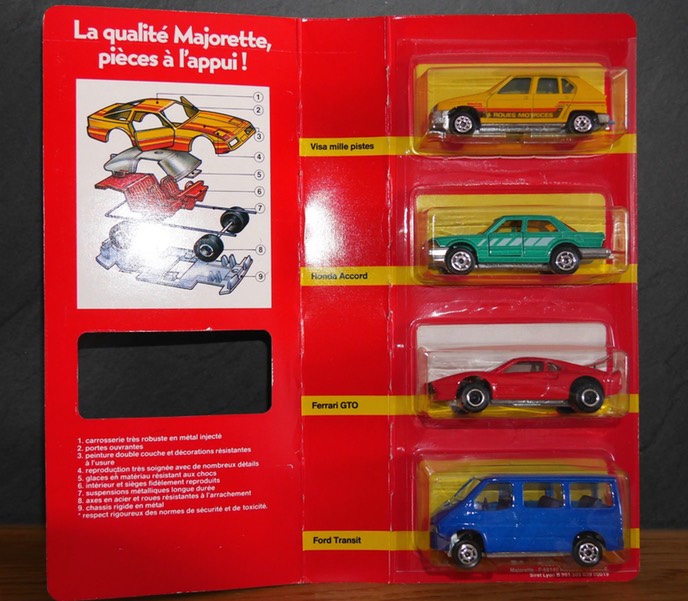 La qualité Majorette,
pièces à l'appui !
1
2
3
4
5
6
7
8
9
1. carrosserie très robuste en métal injecté
2. portes ouvrantes
3. peinture double couche et décorations résistantes
à l'usure
4. reproduction très soignée avec de nombreux détails
5. glaces en matériau résistant aux chocs
6. intérieur et sièges fidèlement reproduits
7. suspensions métalliques longue durée
8. axes en acier et roues résistantes à l'arrachement
9. chassis rigide en métal
* respect rigoureux des normes de sécurité et de toxicité.
Visa mille pistes
4 ROUES MOTRICES
Honda Accord
Ferrari GTO
Ford Transit